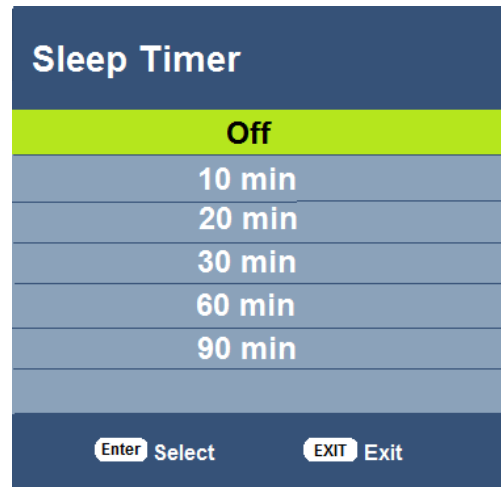 Sleep Timer
Off
10 min
20 min
30 min
60 min
90 min
Enter Select EXIT Exit